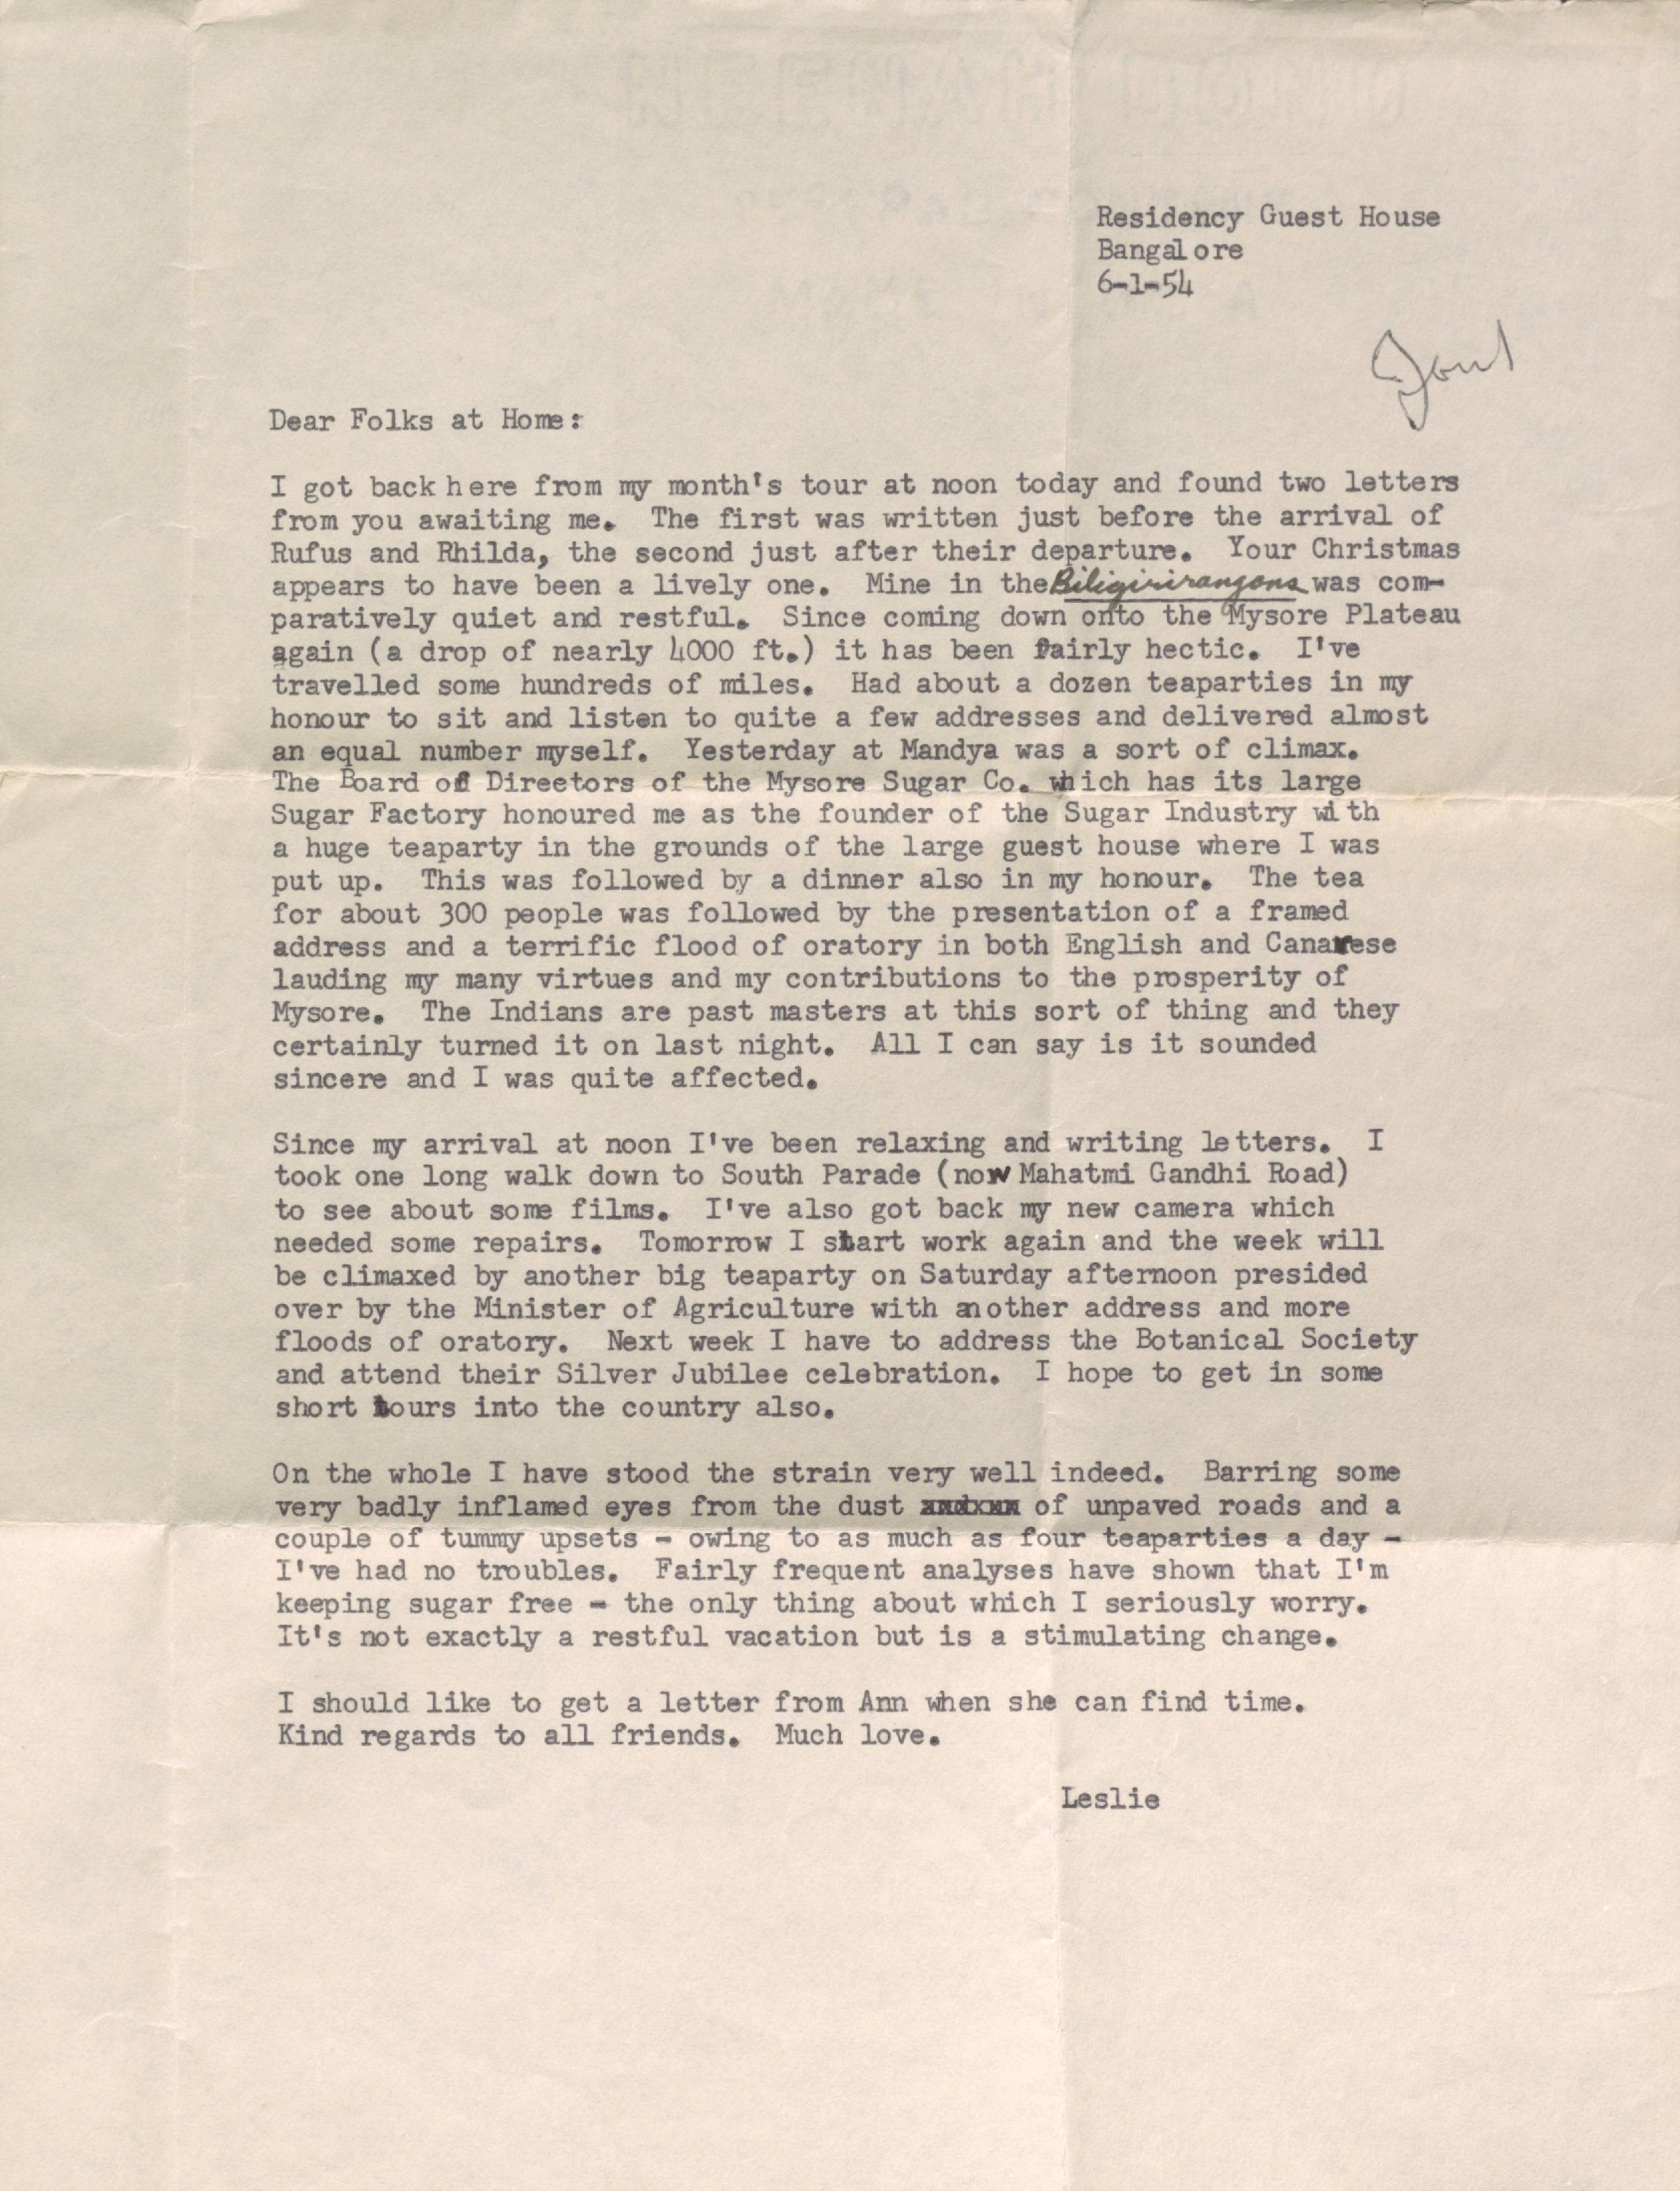 Residency Guest House
Bangalore
6-1-54
Dear Folks at Home:
I got back here from my month's tour at noon today and found two letters
from you awaiting me. The first was written just before the arrival of
Rufus and Rhilda, the second just after their departure. Your Christmas
appears to have been a lively one. Mine in the Biligirirangans was com-
paratively quiet and restful. Since coming down onto the Mysore Plateau
again (a drop of nearly 4000 ft.) it has been fairly hectic. I've
travelled some hundreds of miles. Had about a dozen teaparties in my
honour to sit and listen to quite a few addresses and delivered almost
an equal number myself. Yesterday at Mandya was a sort of climax.
The Board of Direetors of the Mysore Sugar Co. which has its large
Sugar Factory honoured me as the founder of the Sugar Industry with
a huge teaparty in the grounds of the large guest house where I was
put up. This was followed by a dinner also in my honour. The tea
for about 300 people was followed by the presentation of a framed
address and a terrific flood of oratory in both English and Canarese
lauding my many virtues and my contributions to the prosperity of
Mysore. The Indians are past masters at this sort of thing and they
certainly turned it on last night. All I can say is it sounded
sincere and I was quite affected.
Since my arrival at noon I've been relaxing and writing letters. I
took one long walk down to South Parade (now Mahatmi Gandhi Road)
to see about some films. I've also got back my new camera which
needed some repairs. Tomorrow I start work again and the week will
be climaxed by another big teaparty on Saturday afternoon presided
over by the Minister of Agriculture with another address and more
floods of oratory. Next week I have to address the Botanical Society
and attend their Silver Jubilee celebration. I hope to get in some
short tours into the country also.
On the whole I have stood the strain very well indeed. Barring some
very badly inflamed eyes from the dust of unpaved roads and a
couple of tummy upsets - owing to as much as four teaparties a day -
I've had no troubles. Fairly frequent analyses have shown that I'm
keeping sugar free - the only thing about which I seriously worry.
It's not exactly a restful vacation but is a stimulating change.
I should like to get a letter from Ann when she can find time.
Kind regards to all friends. Much love.
Leslie